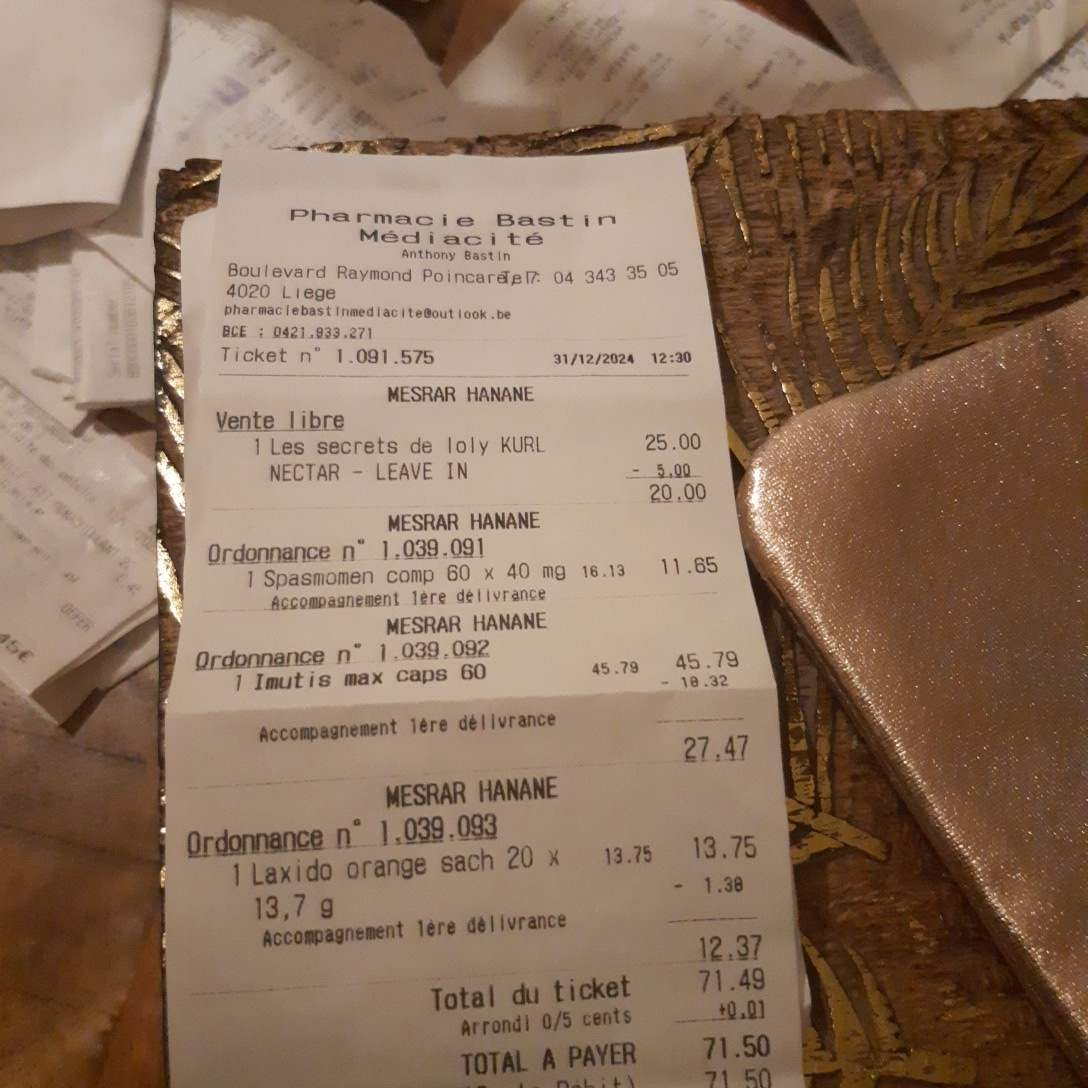 Pharmacie Bastin
Médiacité
Anthony Bastin
Boulevard Raymond Poincaré 7 Tel : 04 343 35 05
4020 Liege
pharmaciebastinmediacite@outlook.be
BCE : 0421.933.271
Ticket n° 1.091.575 31/12/2024 12:30
MESRAR HANANE
Vente libre
1 Les secrets de loly KURL 25.00
NECTAR - LEAVE IN - 5.00
20.00
MESRAR HANANE
Ordonnance n° 1.039.091
1 Spasmomen comp 60 x 40 mg 16.13 11.65
Accompagnement 1ère délivrance
MESRAR HANANE
Ordonnance n° 1.039.092
1 Imutis max caps 60 45.79 45.79
- 18.32
Accompagnement 1ère délivrance
27.47
MESRAR HANANE
Ordonnance n° 1.039.093
1 Laxido orange sach 20 x 13.75 13.75
13,7 g - 1.38
Accompagnement 1ère délivrance
12.37
Total du ticket 71.49
Arrondi 0/5 cents +0.01
TOTAL A PAYER 71.50
71.50
OFFER